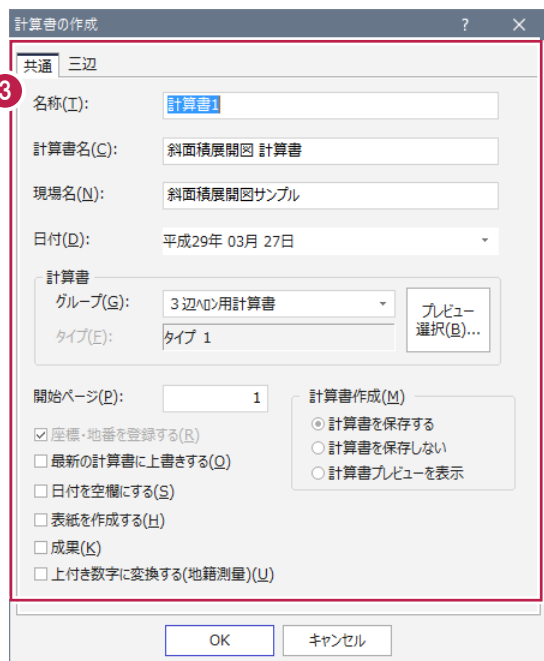 計算書の作成 ? ×
共通 三辺
3
名称(T): 計算書1
計算書名(C): 斜面積展開図 計算書
現場名(N): 斜面積展開図サンプル
日付(D): 平成29年 03月 27日
計算書
グループ(G): 3辺ヘロン用計算書
プレビュー
選択(B)...
タイプ(F): タイプ 1
開始ページ(P): 1
計算書作成(M)
計算書を保存する
計算書を保存しない
計算書プレビューを表示
座標・地番を登録する(R)
最新の計算書に上書きする(O)
日付を空欄にする(S)
表紙を作成する(H)
成果(K)
上付き数字に変換する(地籍測量)(U)
OK キャンセル